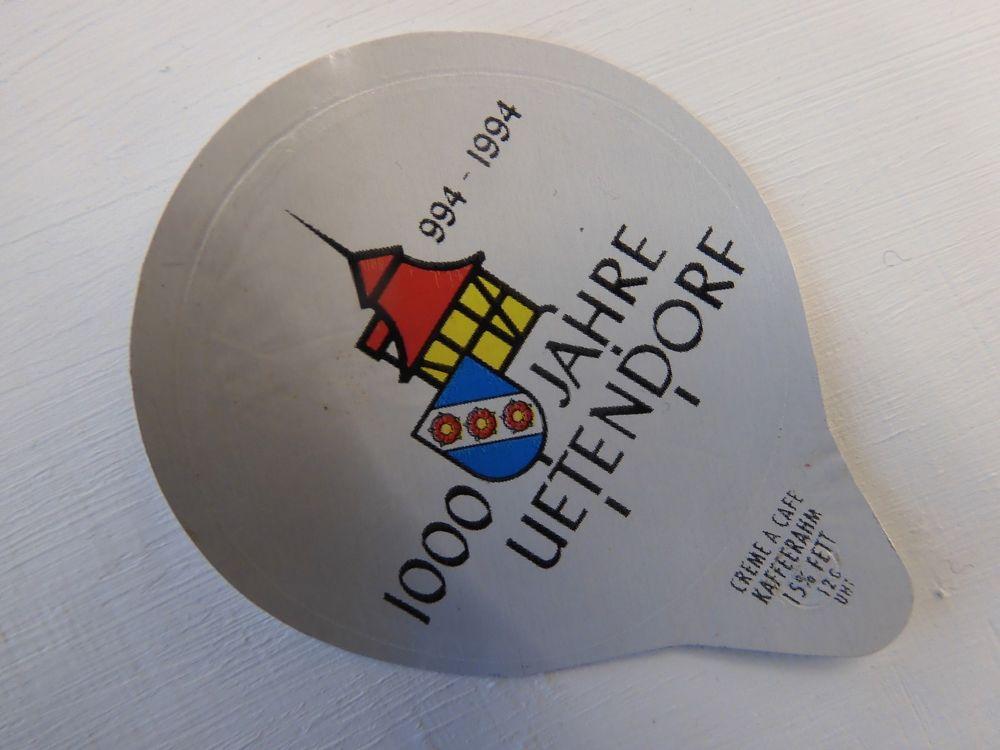 994 - 1994
1000 JAHRE
UETENDORF
CREME A CAFE
KAFFEERAHM
15% FETT
12 G
UHT